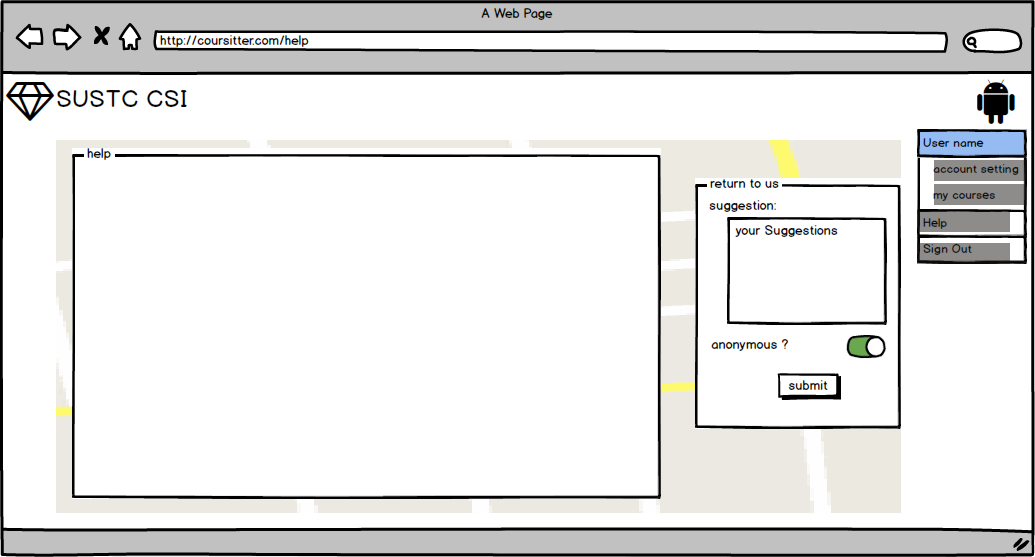 A Web Page
http://coursitter.com/help
SUSTC CSI
help
return to us
suggestion:
your Suggestions
anonymous ?
submit
User name
account setting
my courses
Help
Sign Out